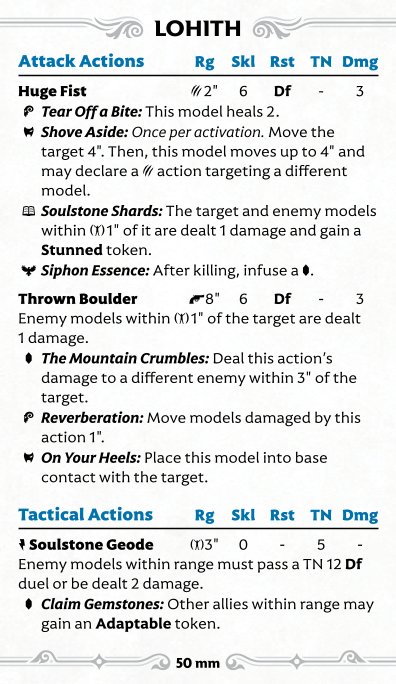 LOHITH
Attack Actions Rg Skl Rst TN Dmg
Huge Fist 2" 6 Df - 3
Tear Off a Bite: This model heals 2.
Shove Aside: Once per activation. Move the
target 4". Then, this model moves up to 4" and
may declare a action targeting a different
model.
Soulstone Shards: The target and enemy models
within 1" of it are dealt 1 damage and gain a
Stunned token.
Siphon Essence: After killing, infuse a .
Thrown Boulder 8" 6 Df - 3
Enemy models within 1" of the target are dealt
1 damage.
The Mountain Crumbles: Deal this action's
damage to a different enemy within 3" of the
target.
Reverberation: Move models damaged by this
action 1".
On Your Heels: Place this model into base
contact with the target.
Tactical Actions Rg Skl Rst TN Dmg
Soulstone Geode 3" 0 - 5 -
Enemy models within range must pass a TN 12 Df
duel or be dealt 2 damage.
Claim Gemstones: Other allies within range may
gain an Adaptable token.
50 mm